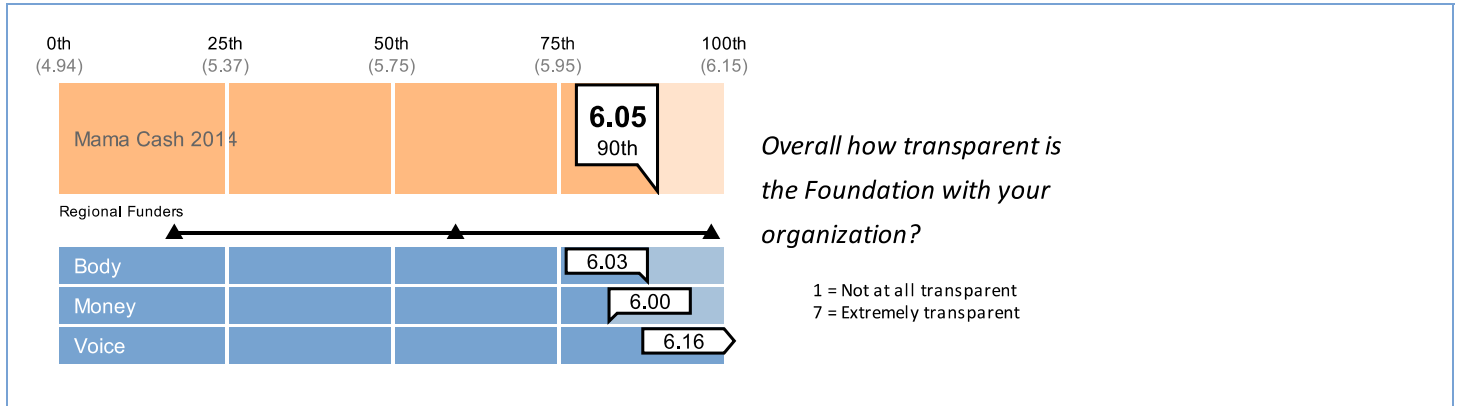 0th 25th 50th 75th 100th
(4.94) (5.37) (5.75) (5.95) (6.15)
Mama Cash 2014
6.05
90th
Regional Funders
Body
6.03
Money
6.00
Voice
6.16
Overall how transparent is
the Foundation with your
organization?
1 = Not at all transparent
7 = Extremely transparent